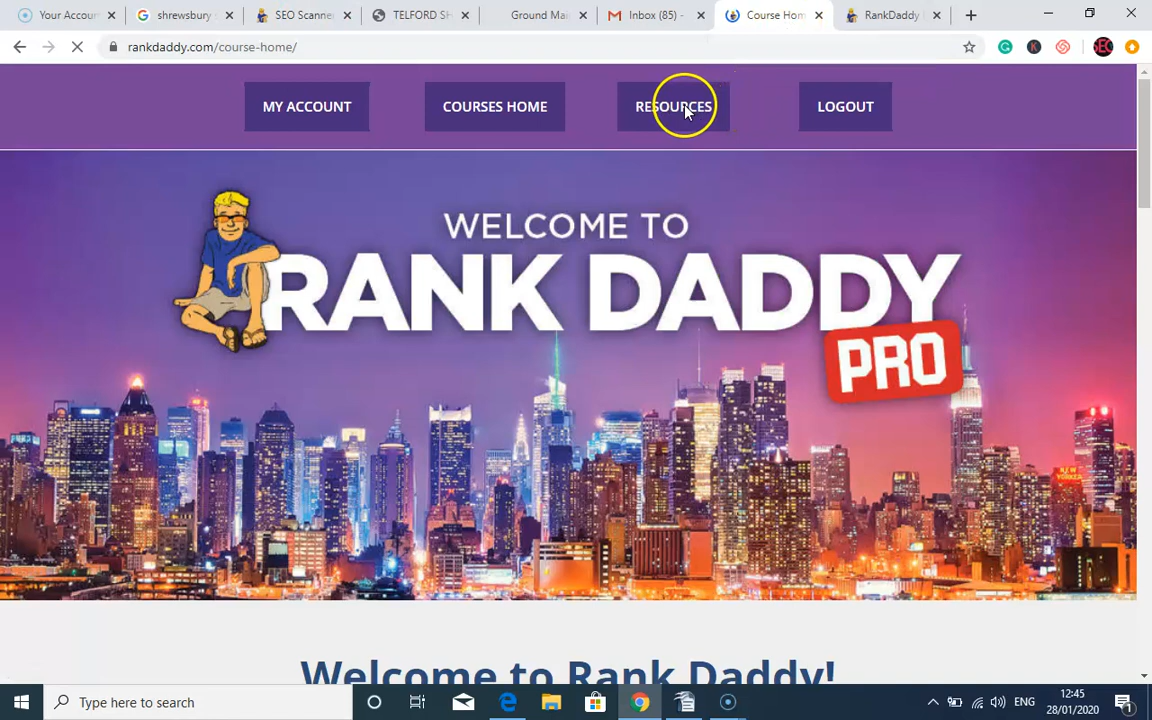 Your Accoun
shrewsbury
SEO Scanne
TELFORD SH
Ground Ma
Inbox (85) -
Course Hom
RankDaddy
rankdaddy.com/course-home/
SEO
MY ACCOUNT
COURSES HOME
RESOURCES
LOGOUT
WELCOME TO
RANK DADDY
PRO
Welcome to Rank Daddy!
Type here to search
ENG
12:45
28/01/2020
1